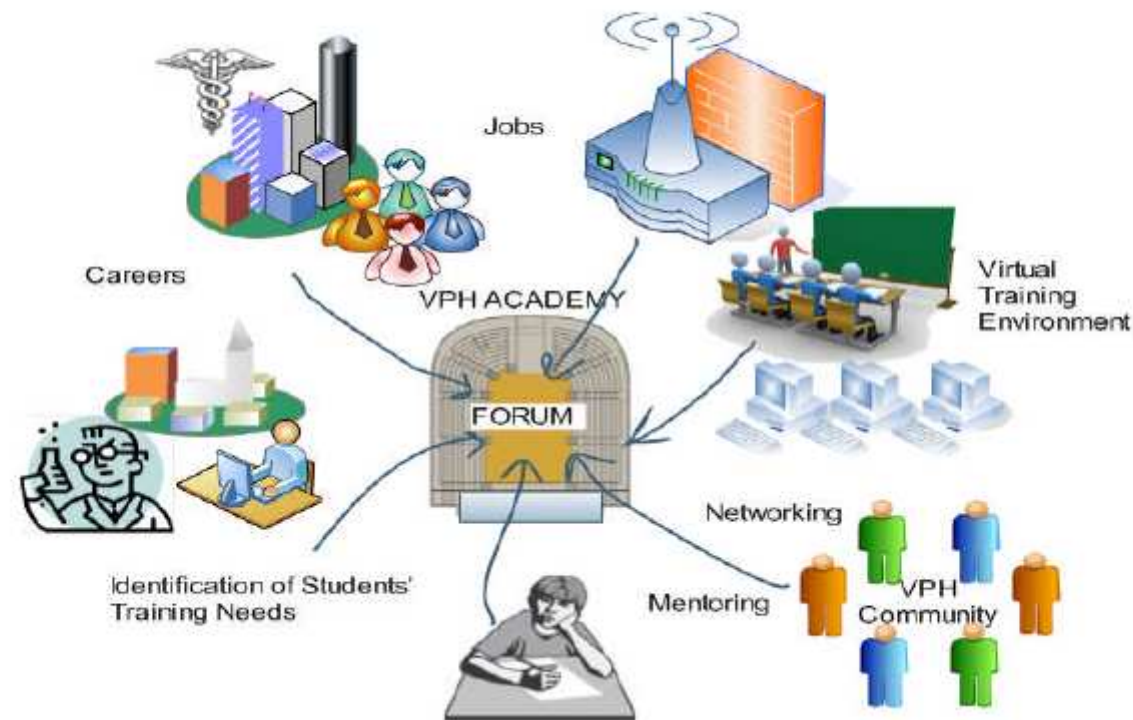 Jobs
Careers
VPH ACADEMY
Virtual
Training
Environment
FORUM
Networking
Identification of Students'
Training Needs
Mentoring
VPH
Community